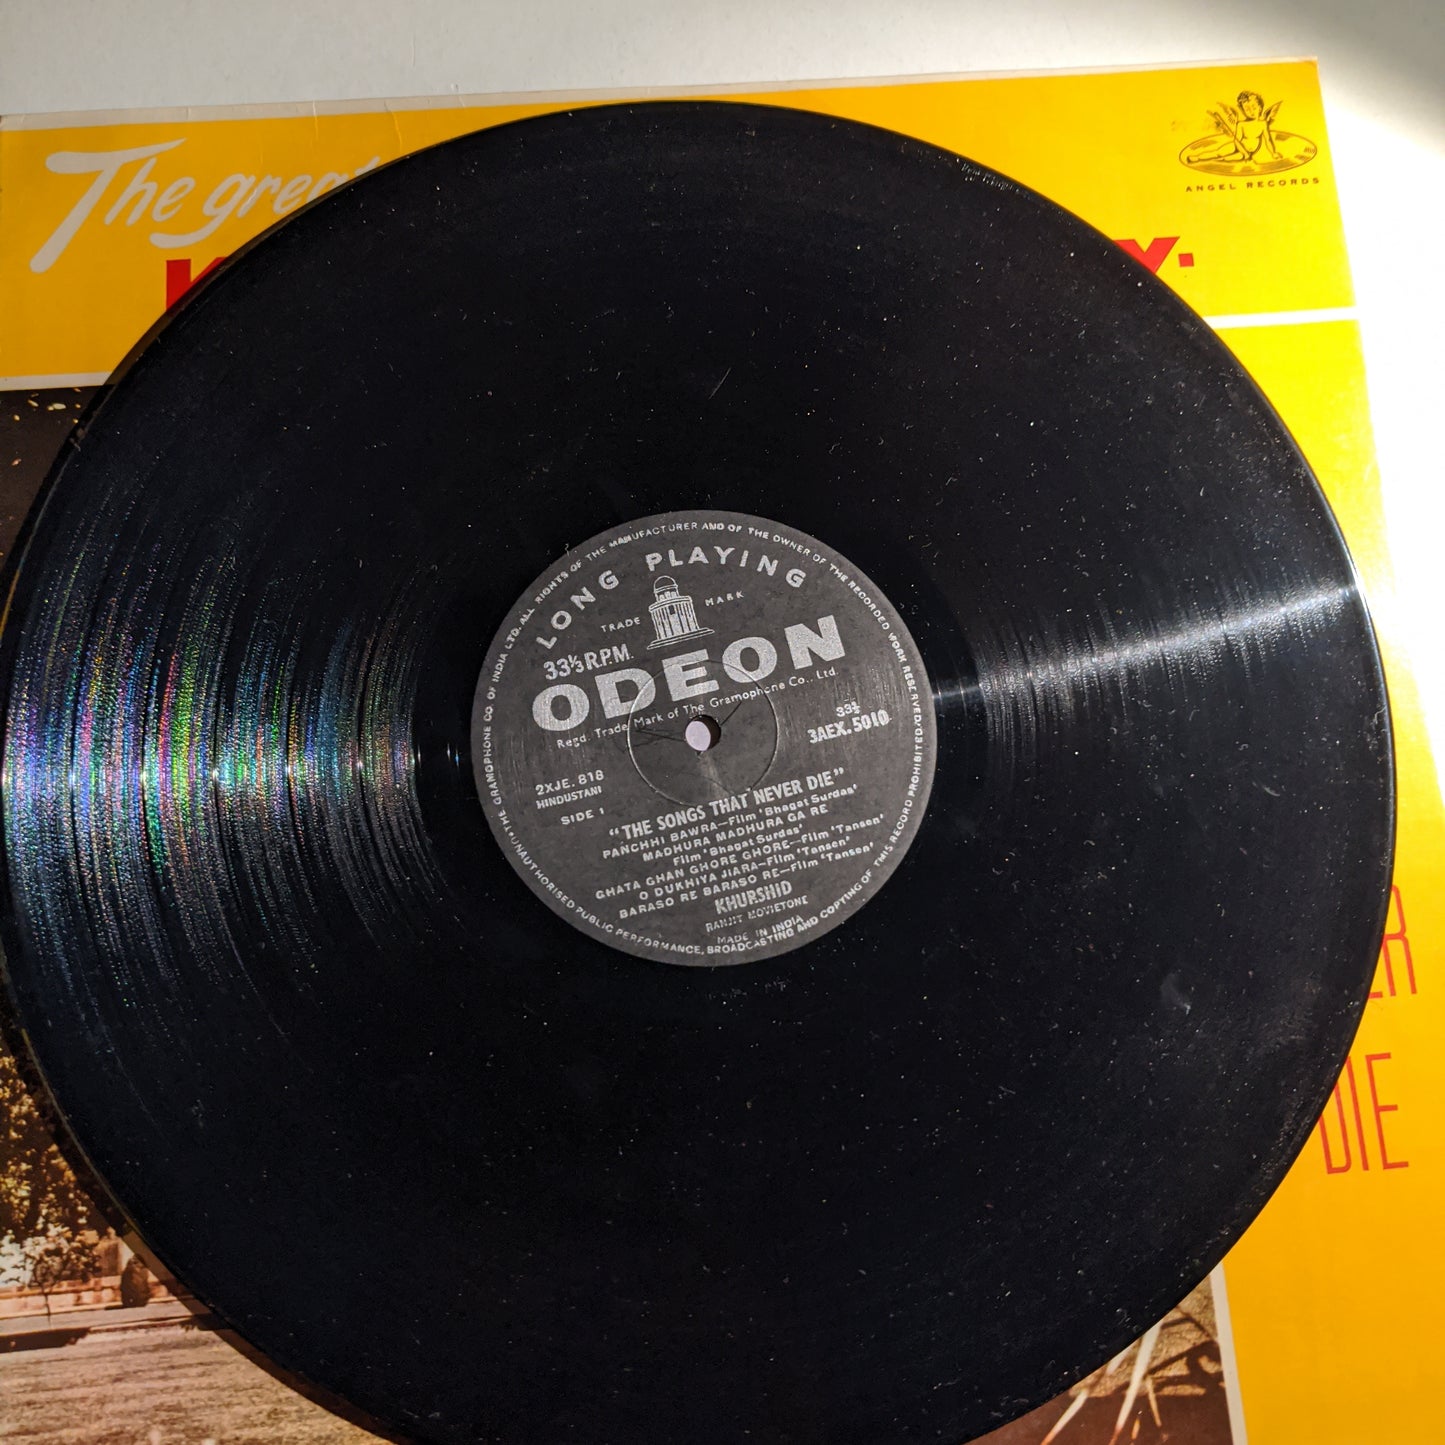 The great
ANGEL RECORDS
Y.
ER
DIE
THE GRAMOPHONE CO OF INDIA LTD. ALL RIGHTS OF THE MANUFACTURER AND OF THE OWNER OF THE RECORDED WORK RESERVED. UNAUTHORISED PUBLIC PERFORMANCE, BROADCASTING AND COPYING OF THIS RECORD PROHIBITED.
LONG PLAYING
TRADE MARK
33⅓ R.P.M.
ODEON
Regd. Trade Mark of The Gramophone Co., Ltd.
33⅓
3AEX.5010
2XJE. 818
HINDUSTANI
SIDE 1
"THE SONGS THAT NEVER DIE"
PANCHHI BAWRA—Film 'Bhagat Surdas'
MADHURA MADHURA GA RE
Film 'Bhagat Surdas'
GHATA GHAN GHORE GHORE—Film 'Tansen'
O DUKHIYA JIARA—Film 'Tansen'
BARASO RE BARASO RE—Film 'Tansen'
KHURSHID
RANJIT MOVIETONE
MADE IN INDIA